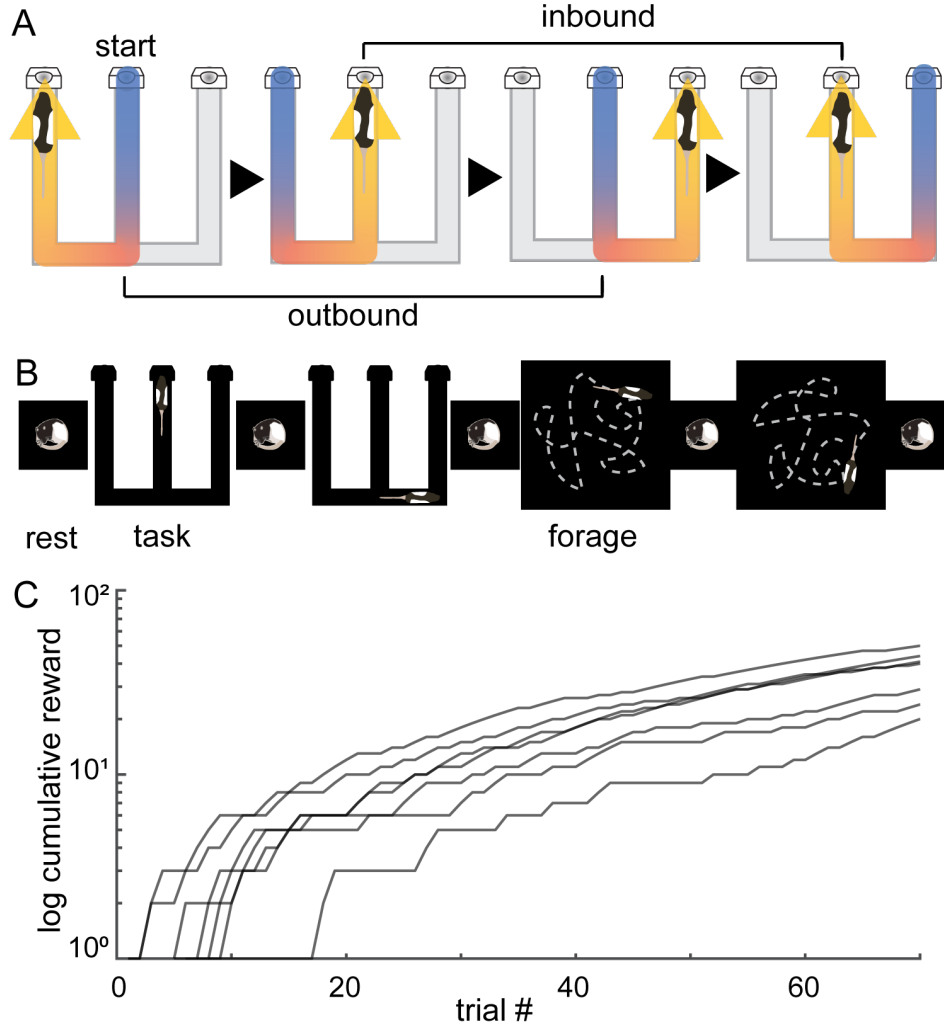 A
inbound
start
outbound
B
rest
task
forage
C
10²
10¹
10⁰
log cumulative reward
0
20
40
60
trial #